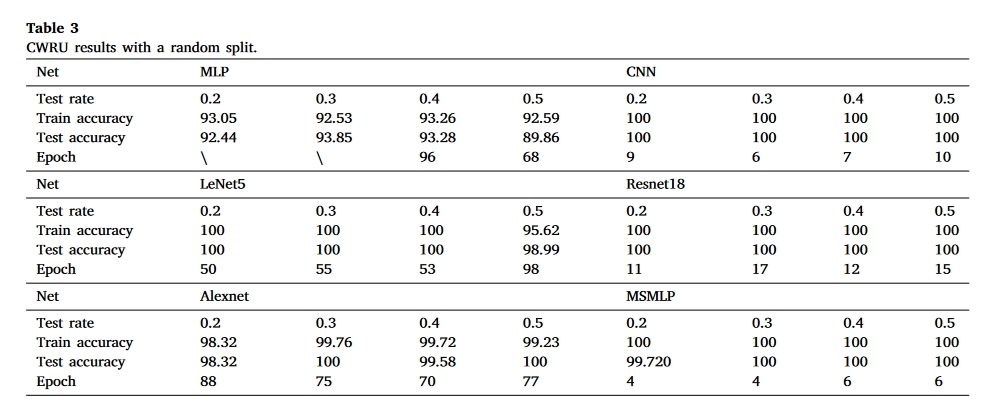 Table 3
CWRU results with a random split.
Net MLP CNN
Test rate 0.2 0.3 0.4 0.5 0.2 0.3 0.4 0.5
Train accuracy 93.05 92.53 93.26 92.59 100 100 100 100
Test accuracy 92.44 93.85 93.28 89.86 100 100 100 100
Epoch \ \ 96 68 9 6 7 10
Net LeNet5 Resnet18
Test rate 0.2 0.3 0.4 0.5 0.2 0.3 0.4 0.5
Train accuracy 100 100 100 95.62 100 100 100 100
Test accuracy 100 100 100 98.99 100 100 100 100
Epoch 50 55 53 98 11 17 12 15
Net Alexnet MSMLP
Test rate 0.2 0.3 0.4 0.5 0.2 0.3 0.4 0.5
Train accuracy 98.32 99.76 99.72 99.23 100 100 100 100
Test accuracy 98.32 100 99.58 100 99.720 100 100 100
Epoch 88 75 70 77 4 4 6 6